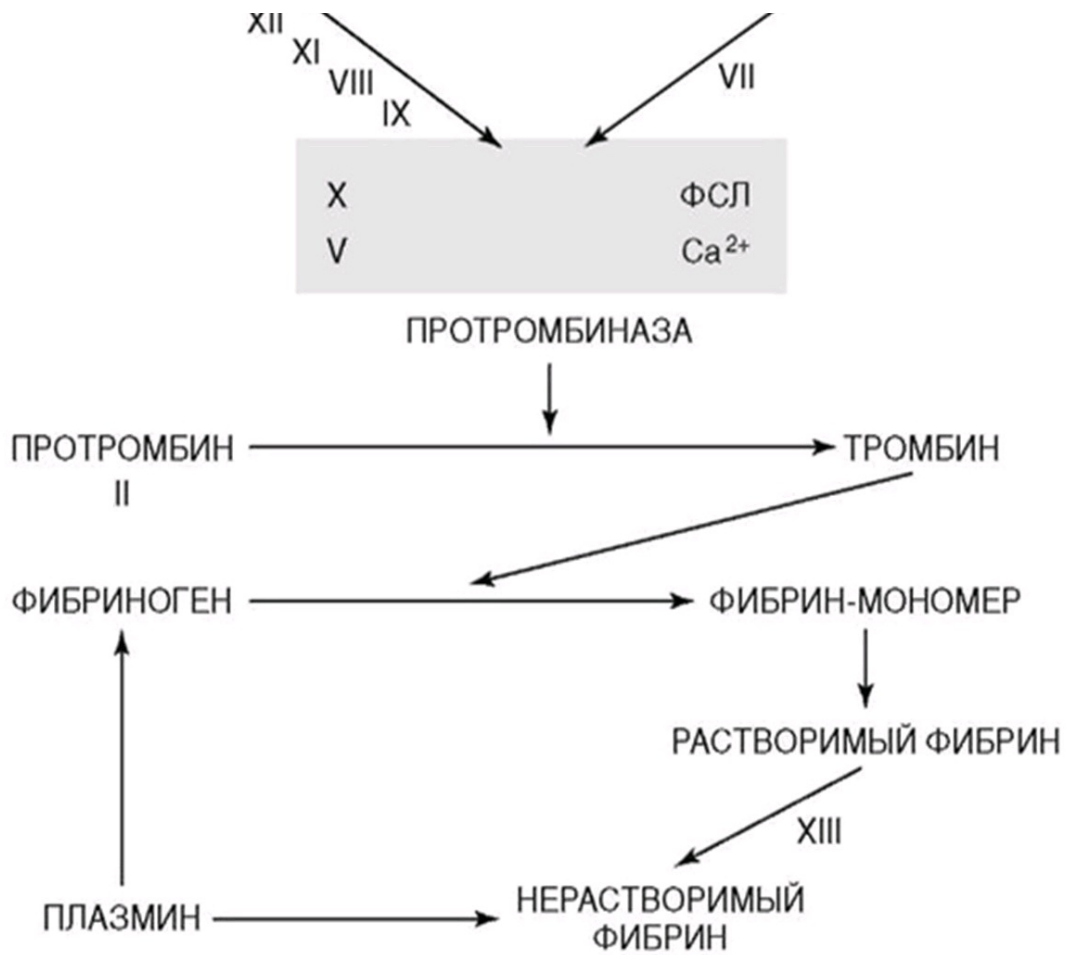 XII
XI
VIII
IX
VII
X
ФСЛ
V
Ca²⁺
ПРОТРОМБИНАЗА
ПРОТРОМБИН
ТРОМБИН
II
ФИБРИНОГЕН
ФИБРИН-МОНОМЕР
РАСТВОРИМЫЙ ФИБРИН
XIII
ПЛАЗМИН
НЕРАСТВОРИМЫЙ
ФИБРИН